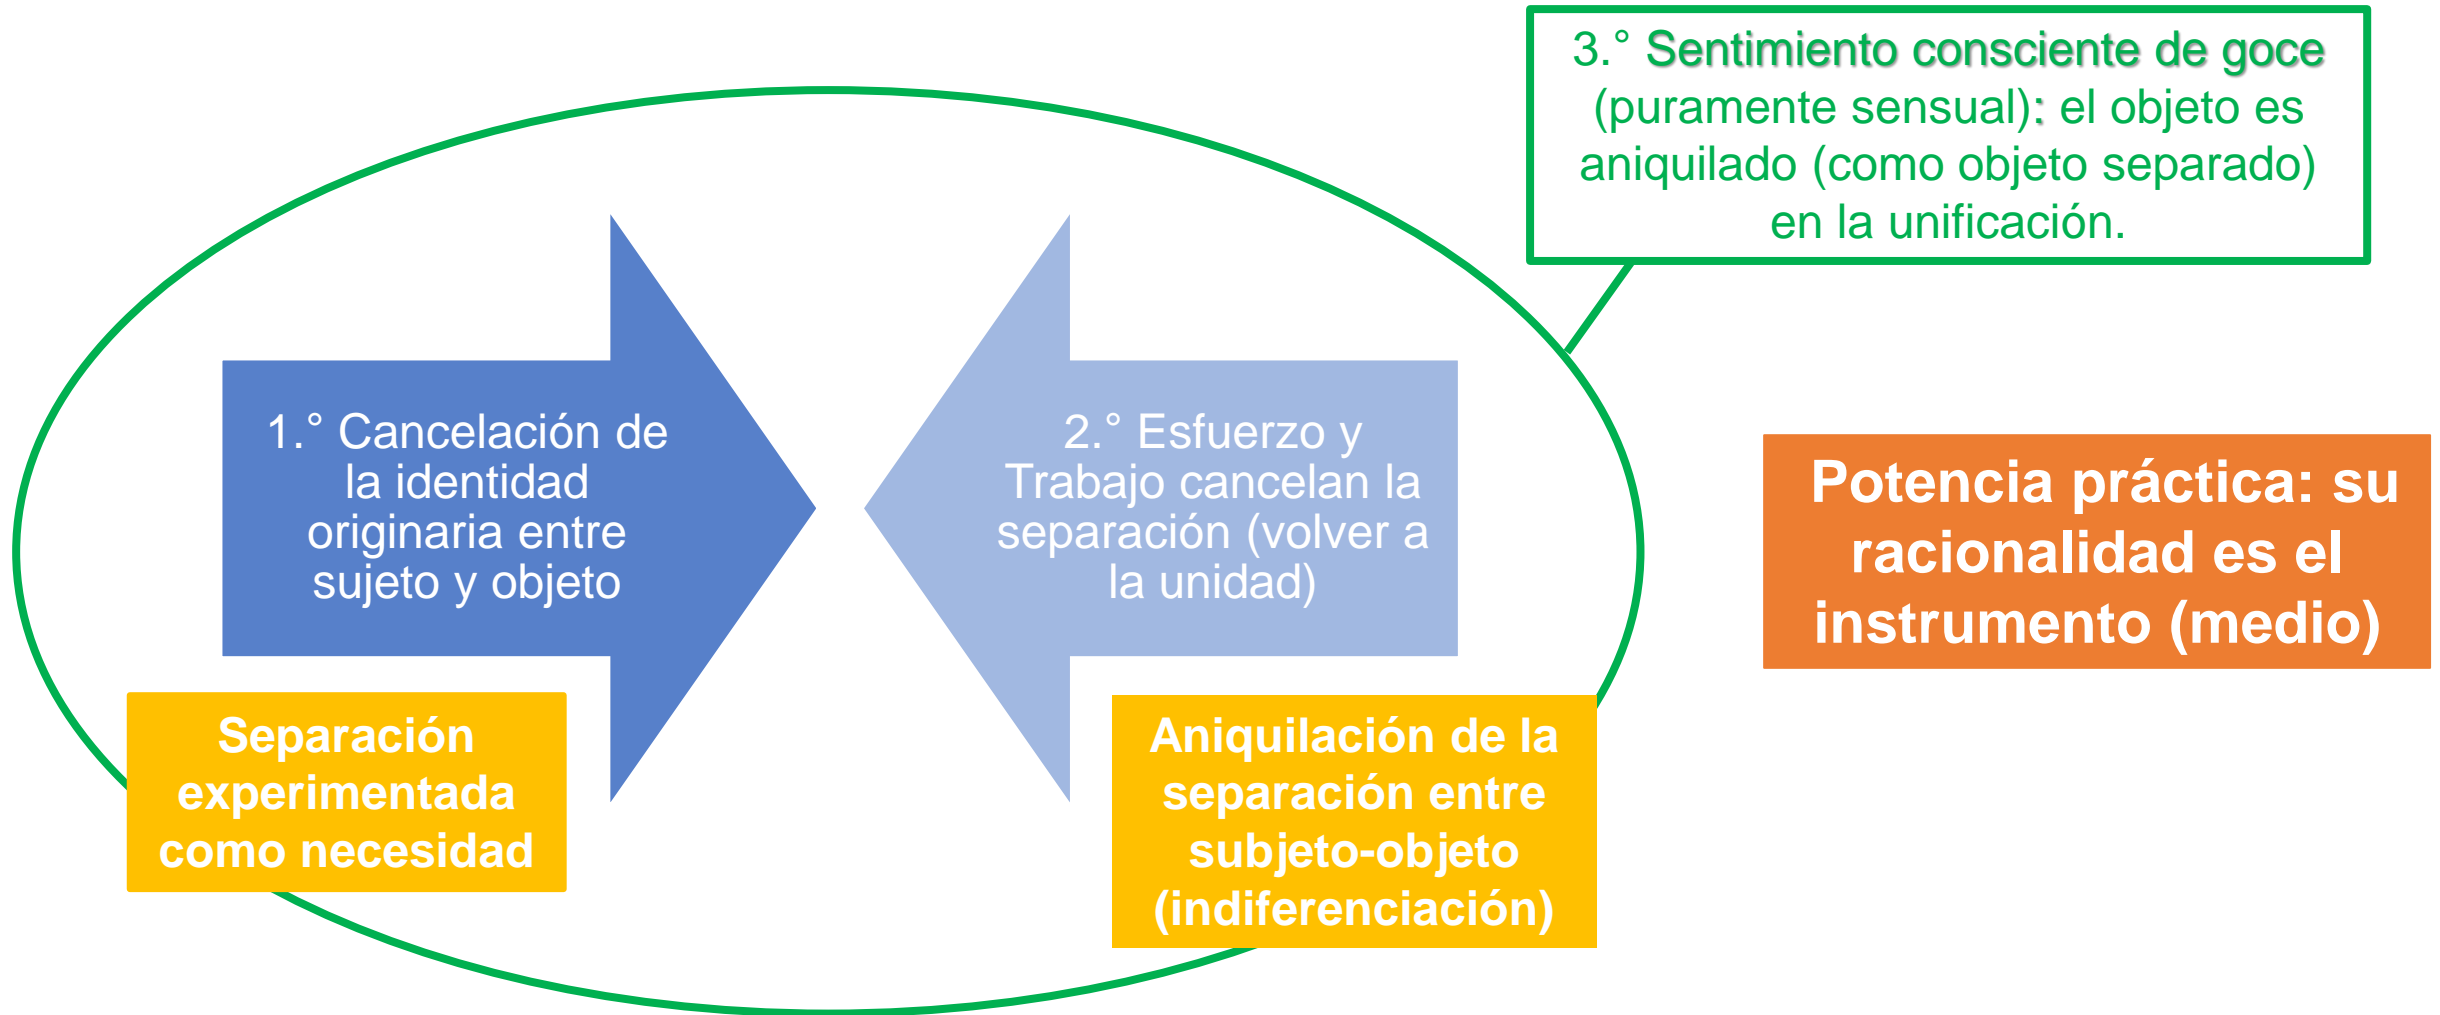 3.° Sentimiento consciente de goce
(puramente sensual): el objeto es
aniquilado (como objeto separado)
en la unificación.
1.° Cancelación de
la identidad
originaria entre
sujeto y objeto
2.° Esfuerzo y
Trabajo cancelan la
separación (volver a
la unidad)
Potencia práctica: su
racionalidad es el
instrumento (medio)
Separación
experimentada
como necesidad
Aniquilación de la
separación entre
subjeto-objeto
(indiferenciación)